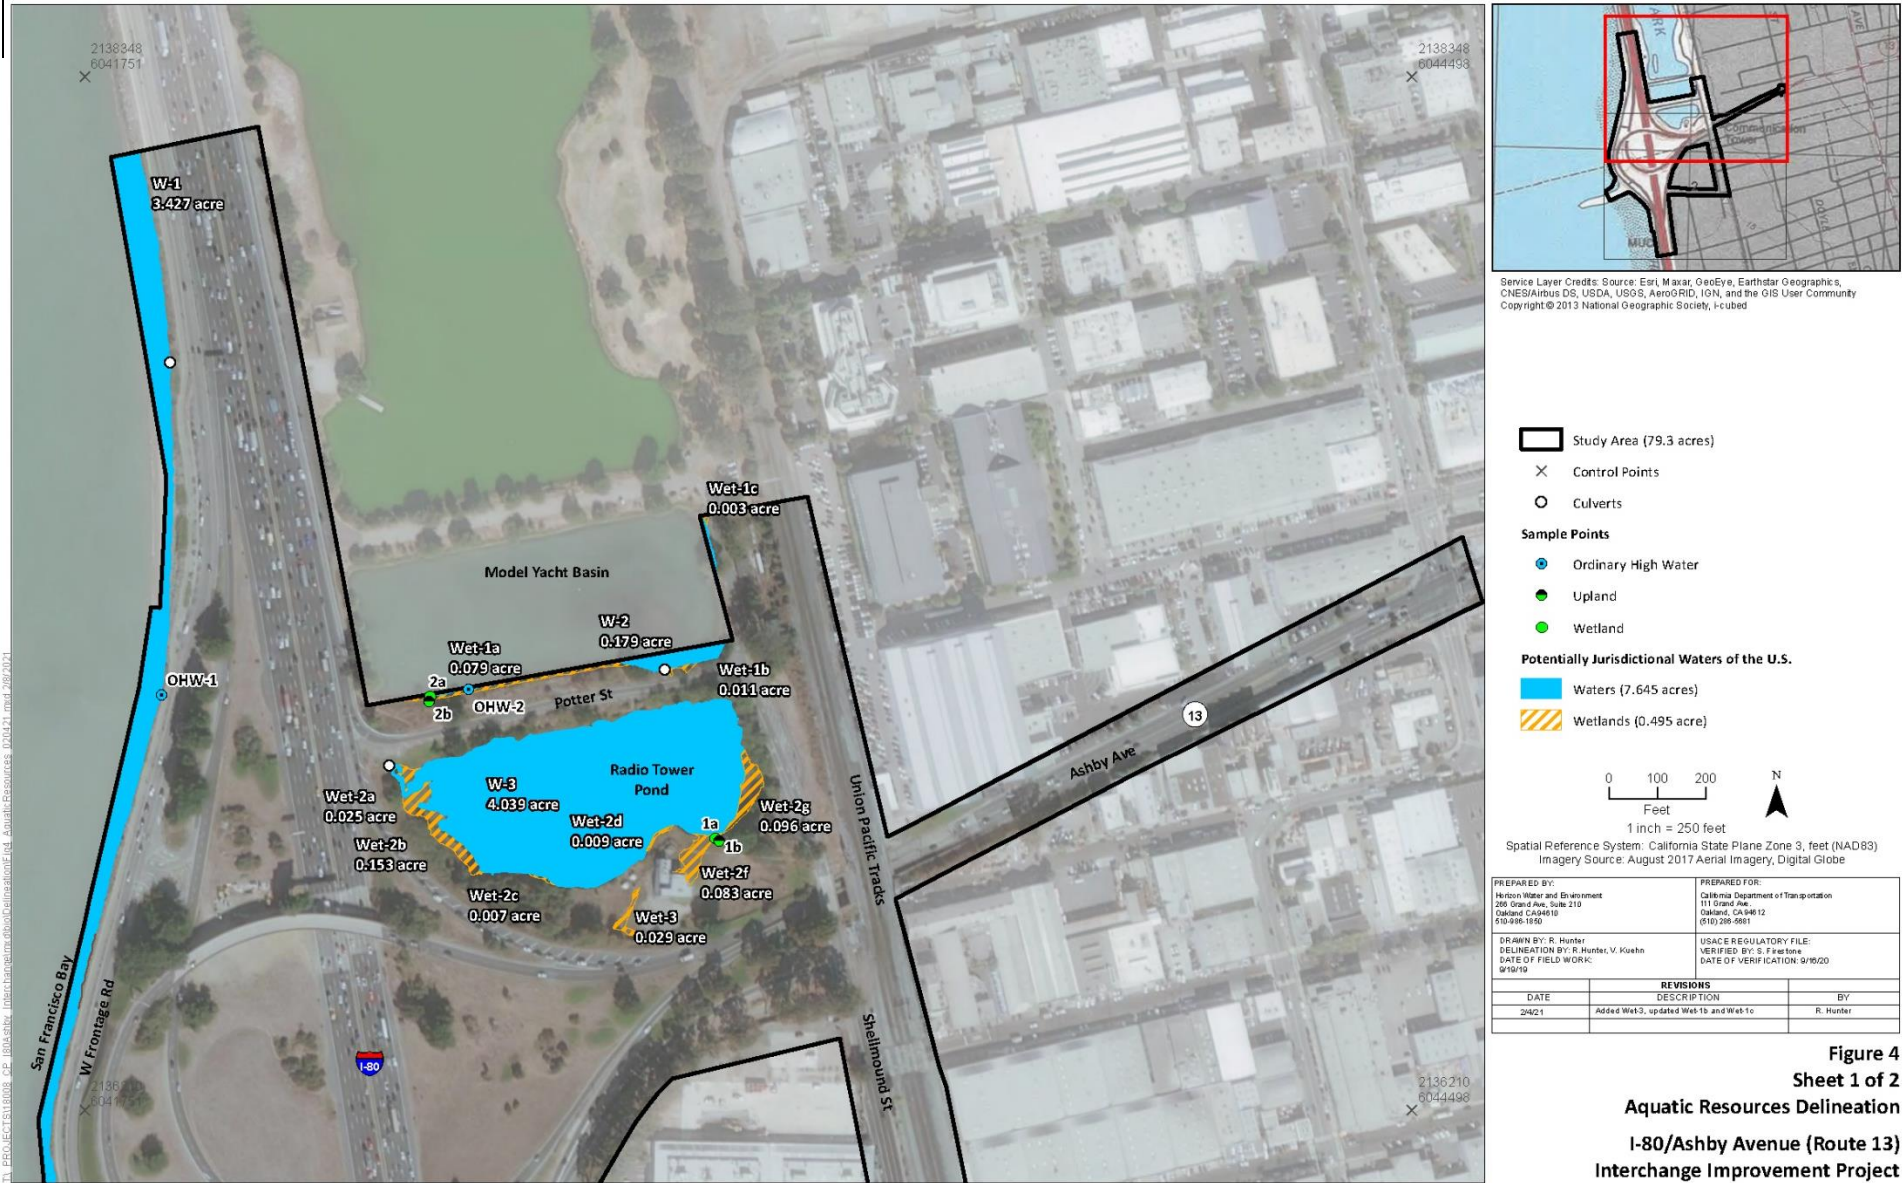 2138348
6041751
2138348
6044498
W-1
3.427 acre
Wet-1c
0.003 acre
Model Yacht Basin
W-2
0.179 acre
Wet-1a
0.079 acre
Wet-1b
0.011 acre
OHW-1
2a
2b
OHW-2
Potter St
13
Ashby Ave
Radio Tower
Pond
W-3
4.039 acre
Wet-2a
0.025 acre
Wet-2d
0.009 acre
Wet-2g
0.096 acre
1a
1b
Wet-2b
0.153 acre
Wet-2f
0.083 acre
Wet-2c
0.007 acre
Wet-3
0.029 acre
Union Pacific Tracks
Shellmound St
San Francisco Bay
W Frontage Rd
I-80
2136210
6044498
Communication
Tower
Service Layer Credits: Source: Esri, Maxar, GeoEye, Earthstar Geographics,
CNES/Airbus DS, USDA, USGS, AeroGRID, IGN, and the GIS User Community
Copyright:© 2013 National Geographic Society, i-cubed
Study Area (79.3 acres)
Control Points
Culverts
Sample Points
Ordinary High Water
Upland
Wetland
Potentially Jurisdictional Waters of the U.S.
Waters (7.645 acres)
Wetlands (0.495 acre)
0 100 200
N
Feet
1 inch = 250 feet
Spatial Reference System: California State Plane Zone 3, feet (NAD83)
Imagery Source: August 2017 Aerial Imagery, Digital Globe
PREPARED BY:
Horizon Water and Environment
266 Grand Ave, Suite 210
Oakland CA 94610
510-986-1850
PREPARED FOR:
California Department of Transportation
111 Grand Ave.
Oakland, CA 94612
DRAWN BY: R. Hunter
DELINEATION BY: R. Hunter, V. Kuehn
DATE OF FIELD WORK:
9/19/19
USACE REGULATORY FILE:
VERIFIED BY: S. Firestone
DATE OF VERIFICATION: 9/16/20
REVISIONS
DATE DESCRIPTION BY
2/4/21 Added Wet-3, updated Wet-1b and Wet-1c R. Hunter
Figure 4
Sheet 1 of 2
Aquatic Resources Delineation
I-80/Ashby Avenue (Route 13)
Interchange Improvement Project